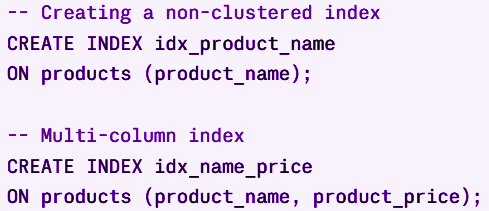 -- Creating a non-clustered index
CREATE INDEX idx_product_name
ON products (product_name);

-- Multi-column index
CREATE INDEX idx_name_price
ON products (product_name, product_price);